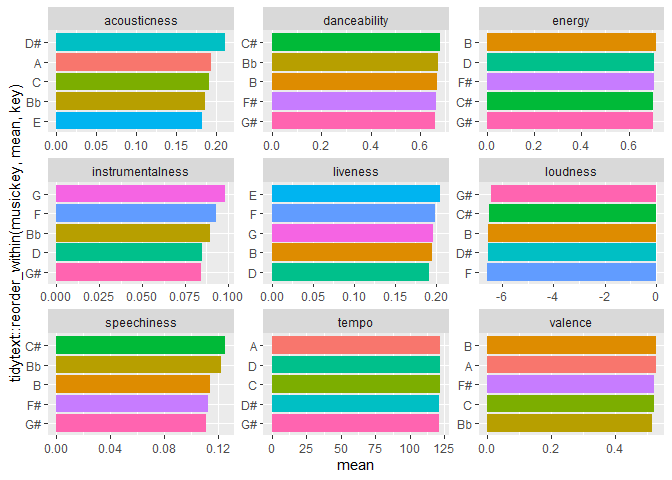 acousticness danceability energy
D# C# B
A Bb D
C B F#
Bb F# C#
E G# G#
0.00 0.05 0.10 0.15 0.20 0.0 0.2 0.4 0.6 0.0 0.2 0.4 0.6
instrumentalness liveness loudness
G E G#
F F C#
Bb G B
D B D#
G# D F
0.000 0.025 0.050 0.075 0.100 0.00 0.05 0.10 0.15 0.20 -6 -4 -2 0
speechiness tempo valence
C# A B
Bb D A
B C F#
F# D# C
G# G# Bb
0.00 0.04 0.08 0.12 0 25 50 75 100 125 0.0 0.2 0.4
mean
tidytext::reorder_within(musickey, mean, key)